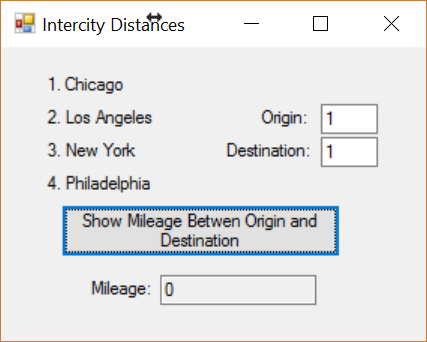 Intercity Distances
1. Chicago
2. Los Angeles
Origin: 1
3. New York
Destination: 1
4. Philadelphia
Show Mileage Betwen Origin and
Destination
Mileage: 0